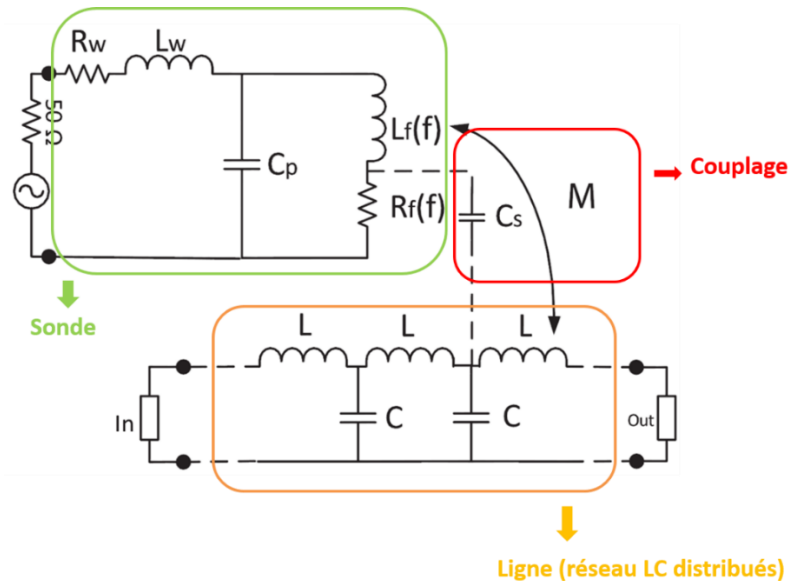 Rw
Lw
50 Ω
Cp
Lf(f)
Rf(f)
Cs
M
Couplage
Sonde
L
L
L
In
C
C
Out
Ligne (réseau LC distribués)